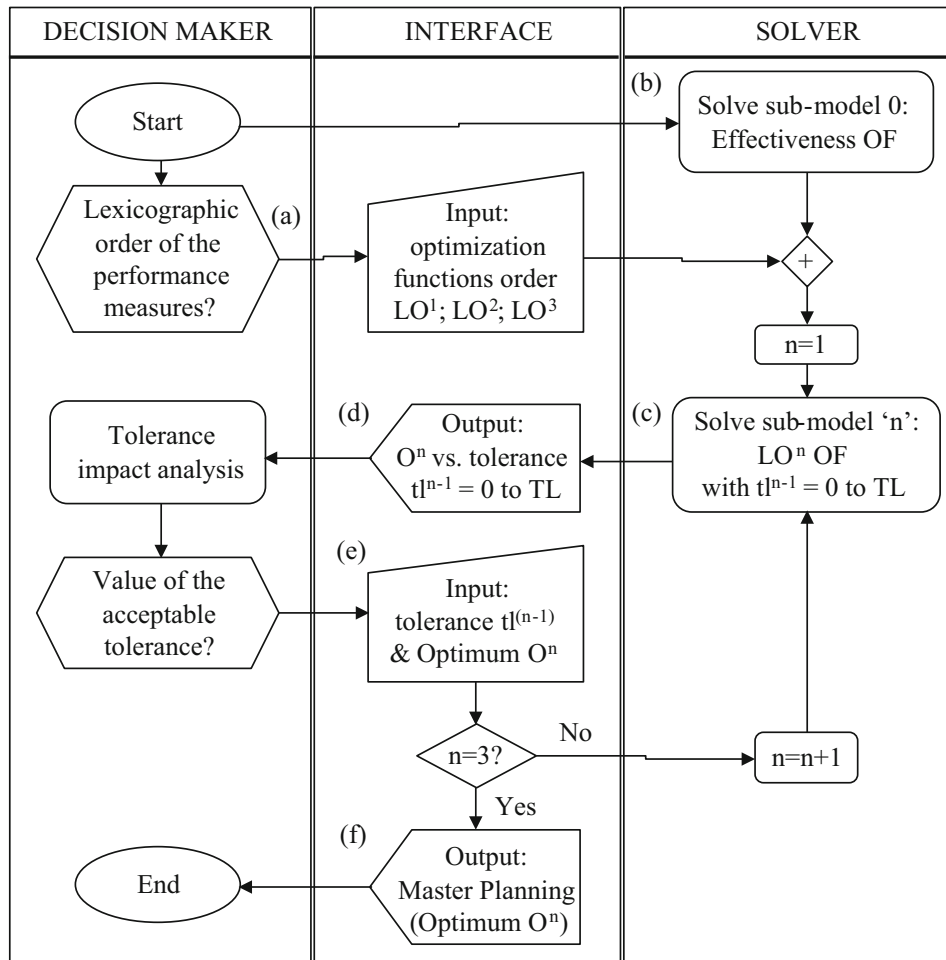 DECISION MAKER
INTERFACE
SOLVER
Start
(b)
Solve sub-model 0:
Effectiveness OF
Lexicographic
order of the
performance
measures?
(a)
Input:
optimization
functions order
LO¹; LO²; LO³
+
n=1
Tolerance
impact analysis
(d)
Output:
Oⁿ vs. tolerance
tlⁿ⁻¹ = 0 to TL
(c)
Solve sub-model ‘n’:
LOⁿ OF
with tlⁿ⁻¹ = 0 to TL
Value of the
acceptable
tolerance?
(e)
Input:
tolerance tl⁽ⁿ⁻¹⁾
& Optimum Oⁿ
n=3?
No
n=n+1
Yes
End
(f)
Output:
Master Planning
(Optimum Oⁿ)